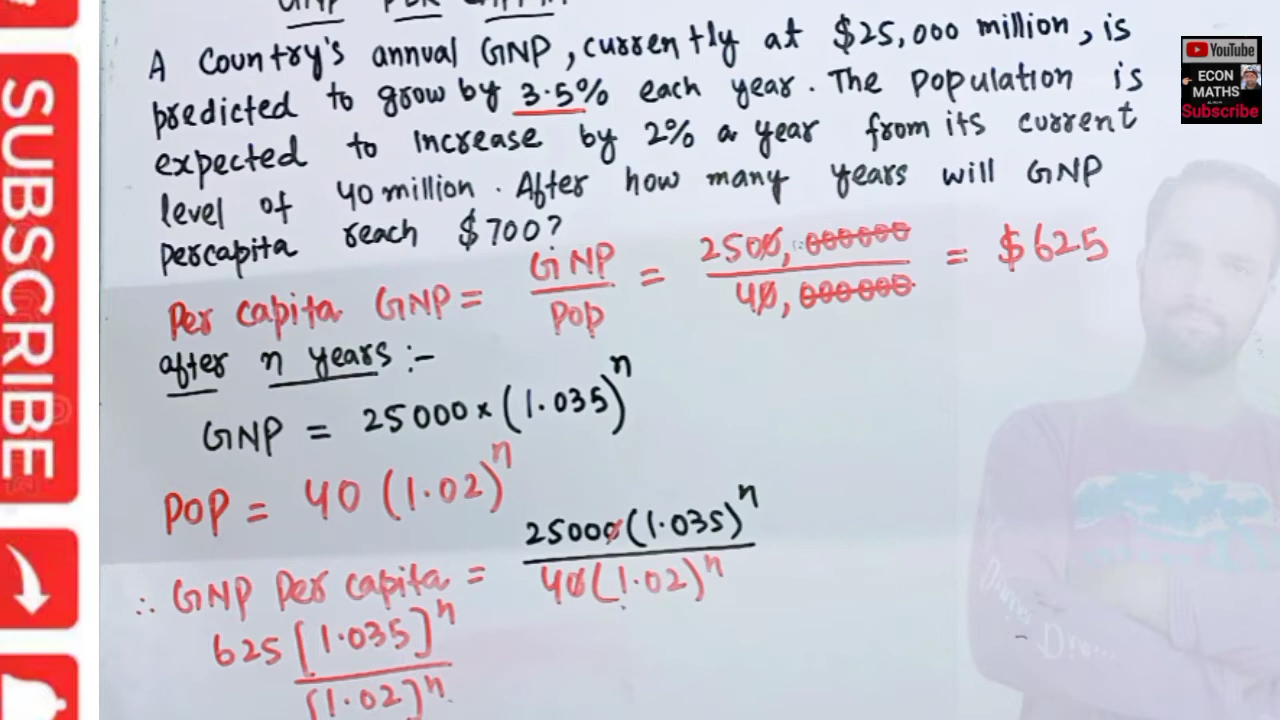 GNP PER CAPITA
A Country's annual GNP, currently at $25,000 million, is
predicted to grow by 3.5% each year. The Population is
expected to Increase by 2% a year from its current
level of 40 million. After how many years will GNP
Percapita reach $700?
Per capita GNP = GNP / POP = 2500,000000 / 40,000000 = $625
after n years :-
GNP = 25000 × (1.035)^n
POP = 40 (1.02)^n
∴ GNP Per capita = 25000 (1.035)^n / 40 (1.02)^n
625 [1.035]^n / [1.02]^n
SUBSCRIBE
YouTube
ECON
MATHS
Subscribe